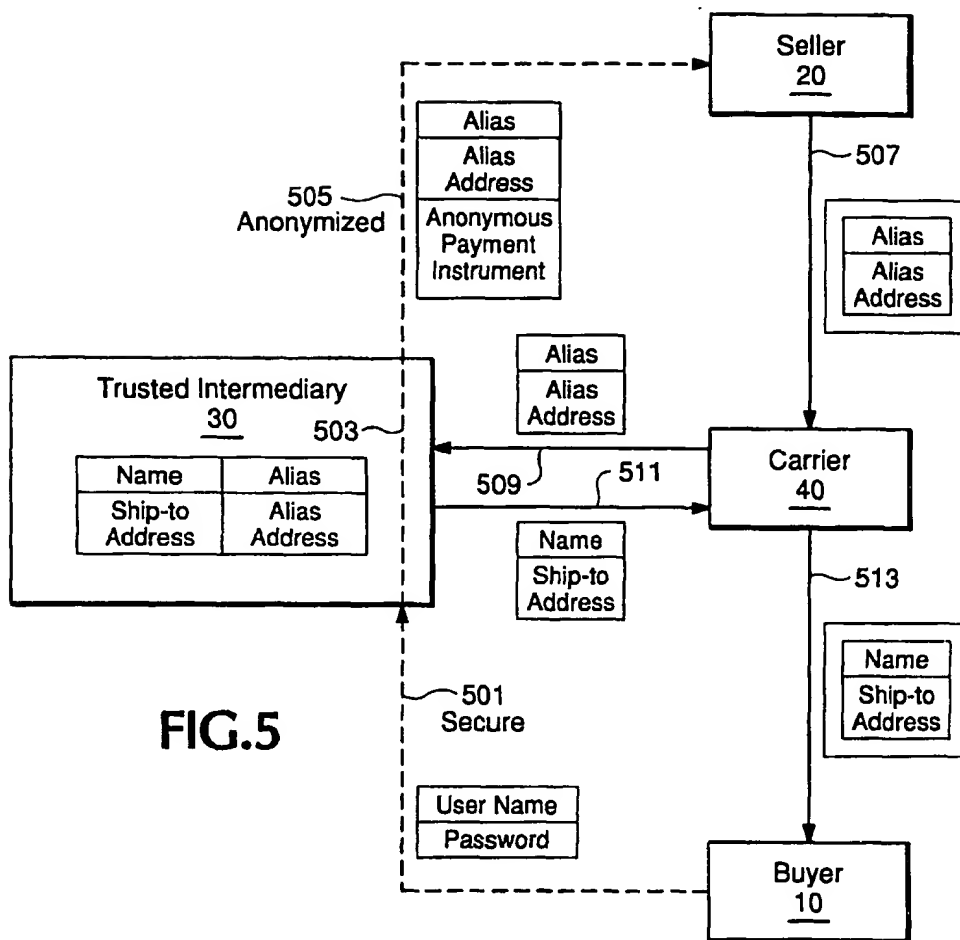 Seller
20
507
Alias
Alias
Address
Anonymous
Payment
Instrument
505
Anonymized
Alias
Alias
Address
Trusted Intermediary
30
503
Name
Alias
Ship-to
Address
Alias
Address
Alias
Alias
Address
509
511
Name
Ship-to
Address
Carrier
40
513
Name
Ship-to
Address
FIG.5
501
Secure
User Name
Password
Buyer
10